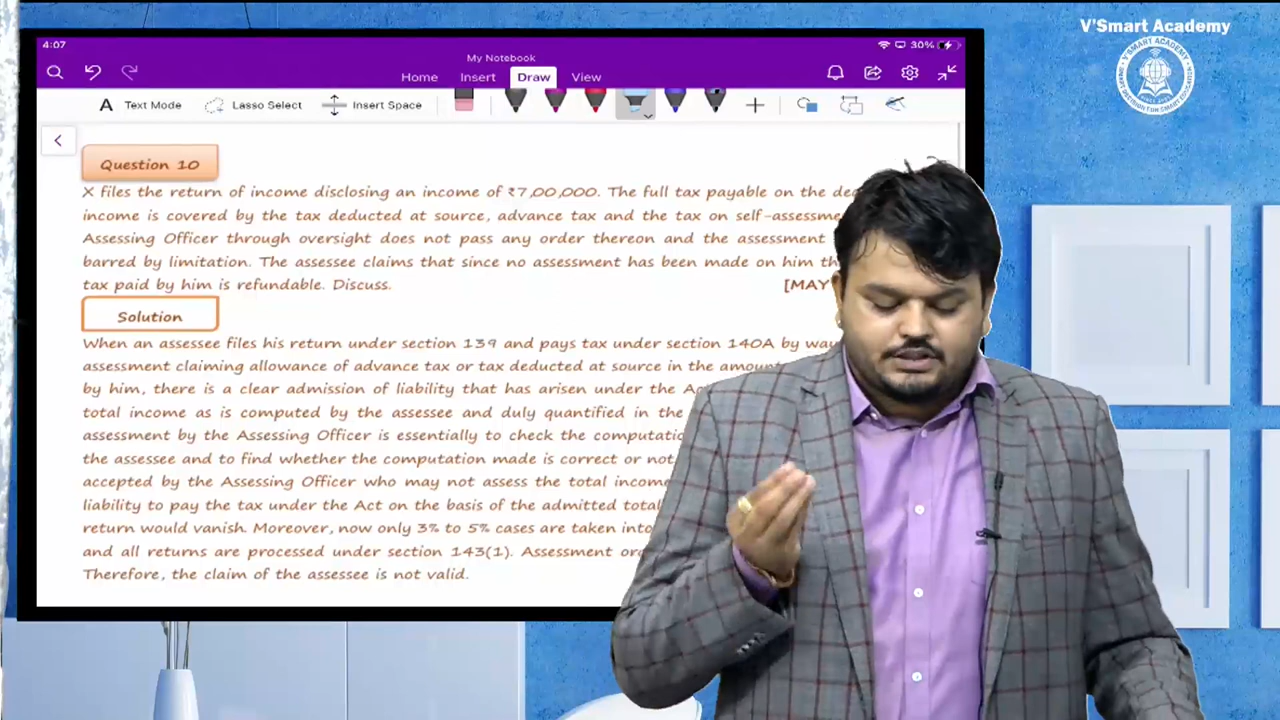 V'Smart Academy
4:07
30%
My Notebook
Home Insert Draw View
A Text Mode Lasso Select Insert Space
Question 10
X files the return of income disclosing an income of ₹7,00,000. The full tax payable on the
income is covered by the tax deducted at source, advance tax and the tax on
Assessing Officer through oversight does not pass any order thereon and the assessment
barred by limitation. The assessee claims that since no assessment has been made on him
tax paid by him is refundable. Discuss. [MAY
Solution
When an assessee files his return under section 139 and pays tax under section 140A by
assessment claiming allowance of advance tax or tax deducted at source in the
by him, there is a clear admission of liability that has arisen under the
total income as is computed by the assessee and duly quantified in the
assessment by the Assessing Officer is essentially to check the
the assessee and to find whether the computation made is correct or not
accepted by the Assessing Officer who may not assess the total income
liability to pay the tax under the Act on the basis of the admitted total
return would vanish. Moreover, now only 3% to 5% cases are taken
and all returns are processed under section 143(1). Assessment
Therefore, the claim of the assessee is not valid.